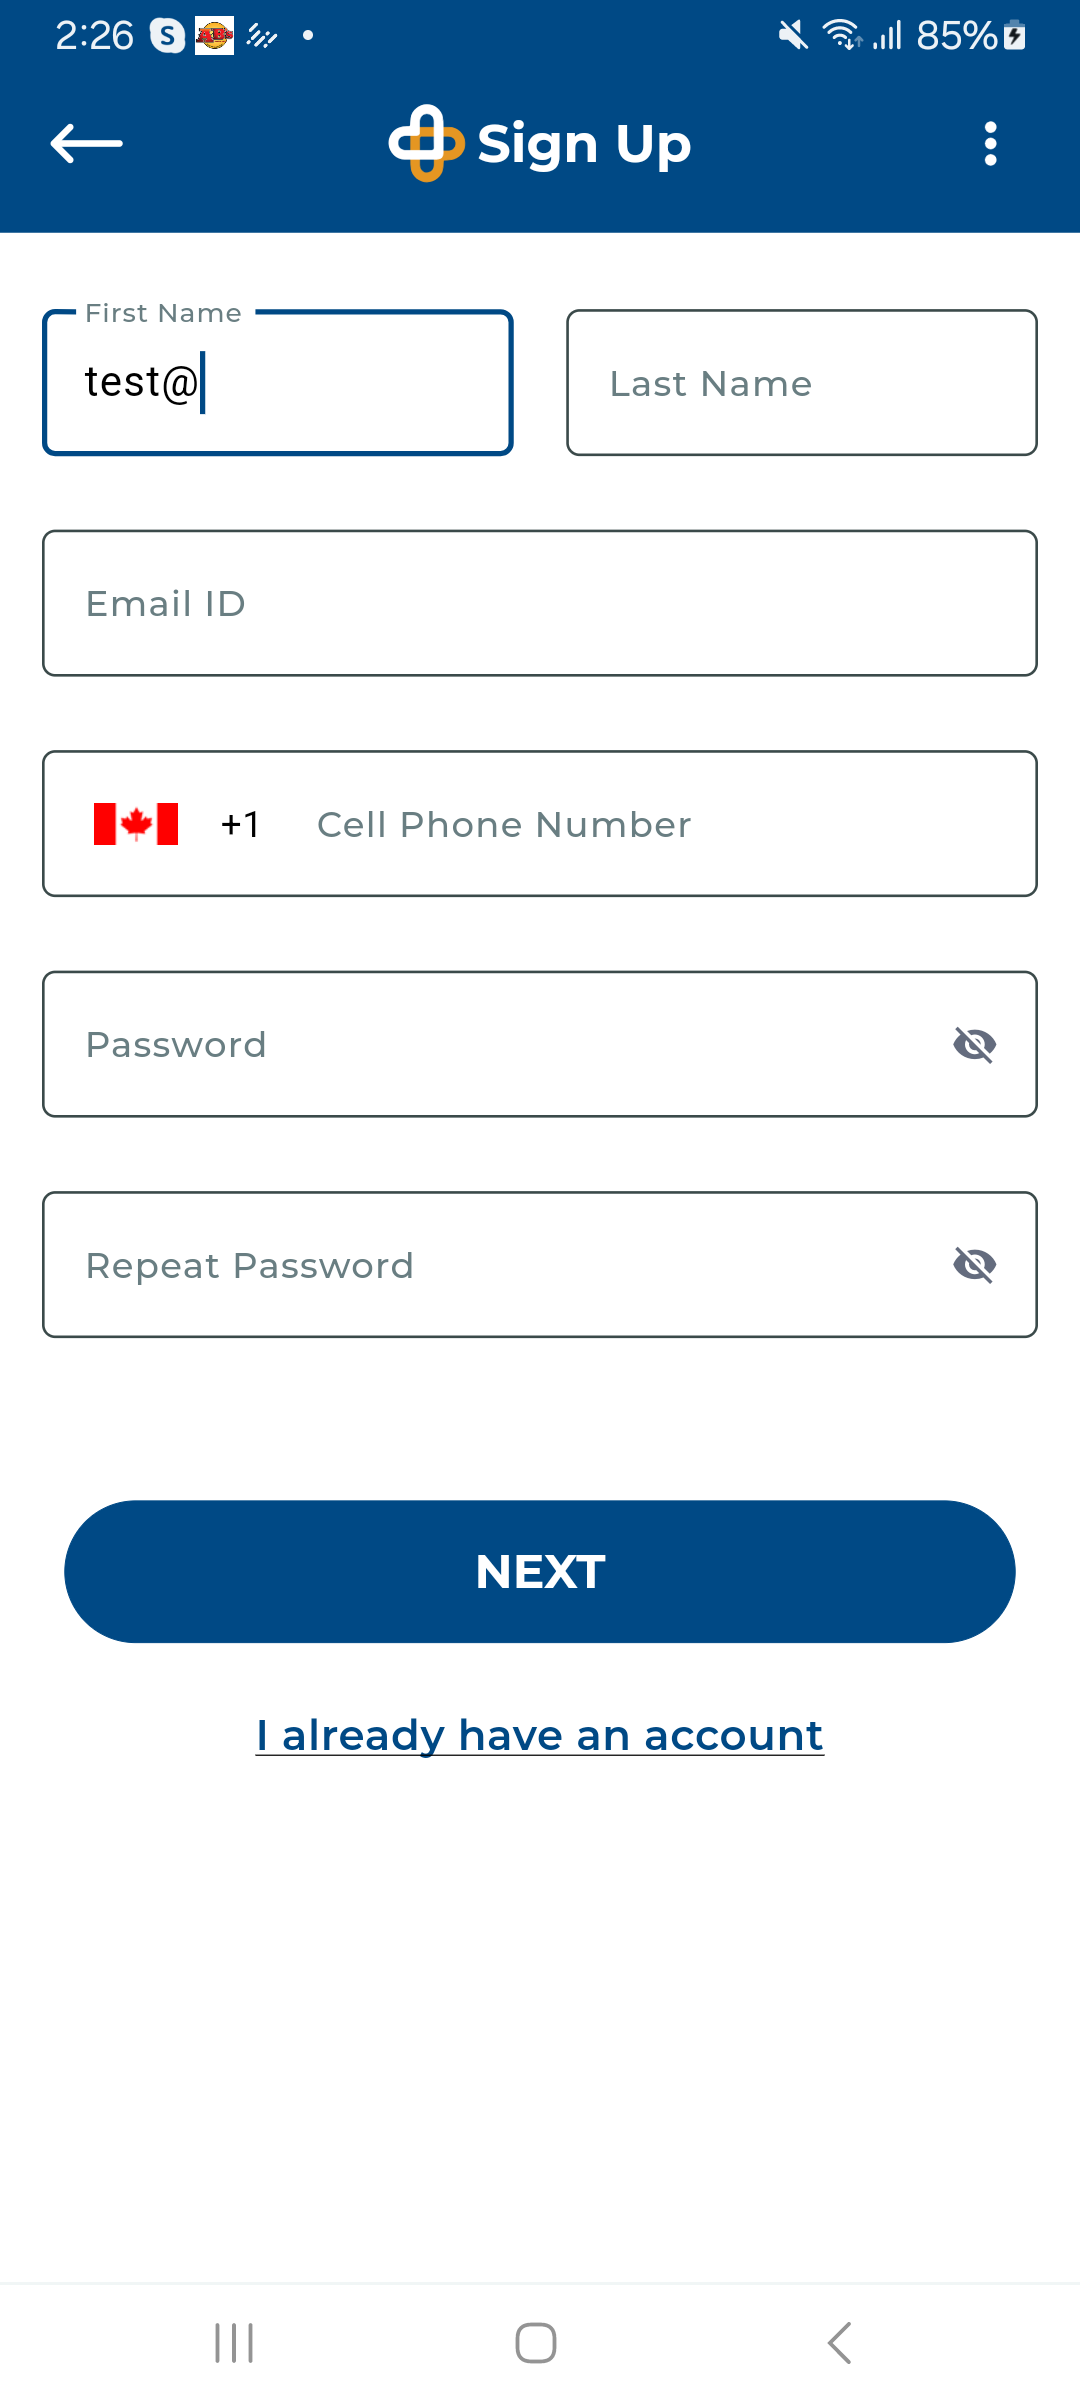 2:26 S 85%
Sign Up
First Name
test@
Last Name
Email ID
+1 Cell Phone Number
Password
Repeat Password
NEXT
I already have an account